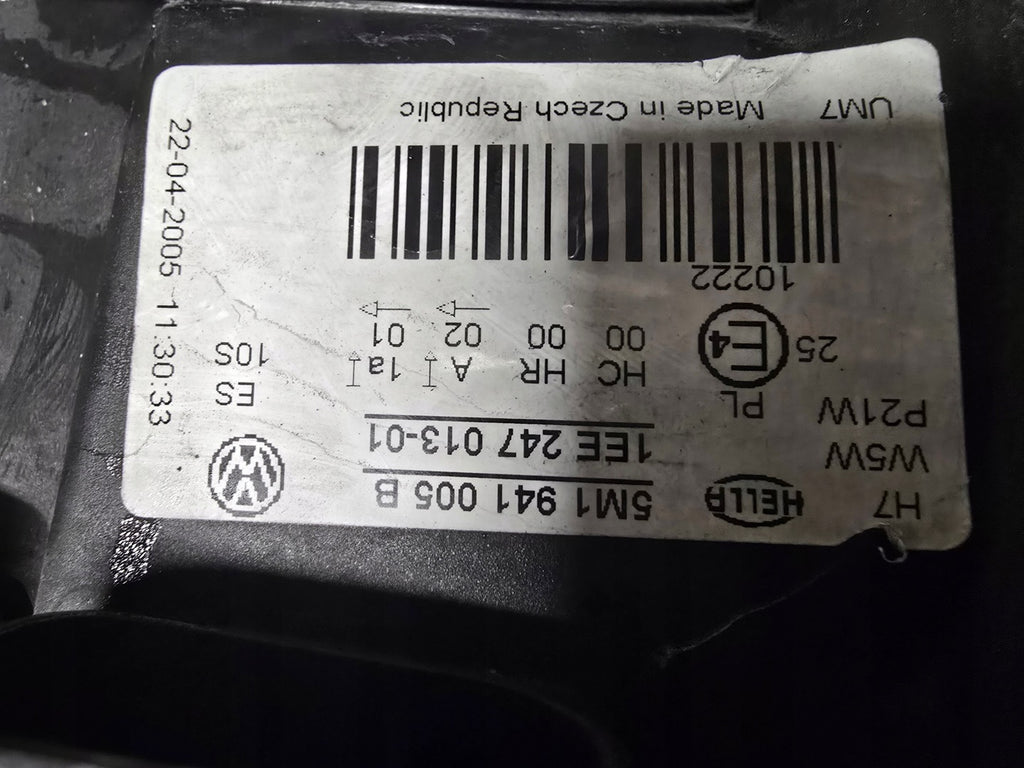 H7 HELLA 5M1 941 005 B
W5W 1EE 247 013-01
P21W PL HC HR A 1a ES
00 00 02 01 10S
25 E4
10222
UM7 Made in Czech Republic
22-04-2005 11:30:33